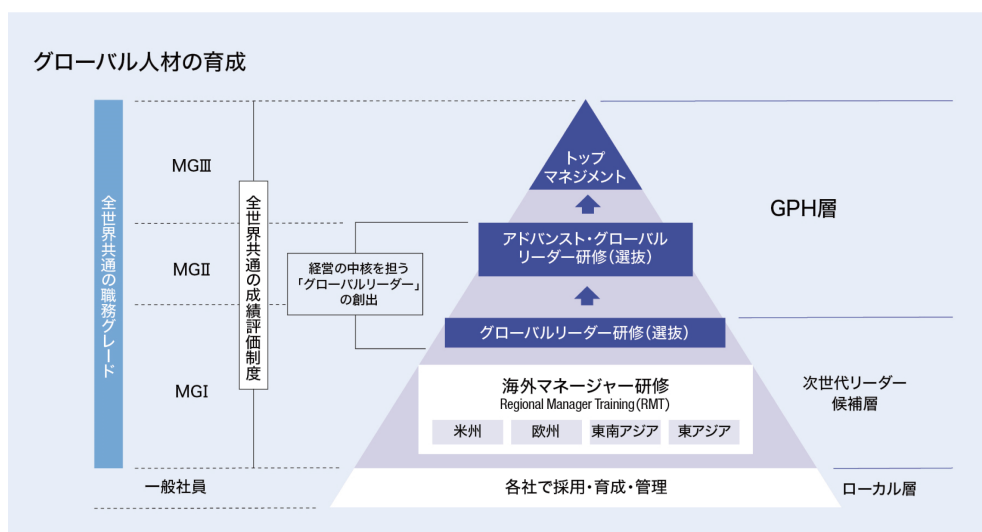 グローバル人材の育成
全世界共通の職務グレード
MGⅢ
MGⅡ
MGⅠ
一般社員
全世界共通の成績評価制度
経営の中核を担う
「グローバルリーダー」
の創出
トップ
マネジメント
アドバンスト・グローバル
リーダー研修(選抜)
グローバルリーダー研修(選抜)
海外マネージャー研修
Regional Manager Training(RMT)
米州
欧州
東南アジア
東アジア
各社で採用・育成・管理
GPH層
次世代リーダー
候補層
ローカル層